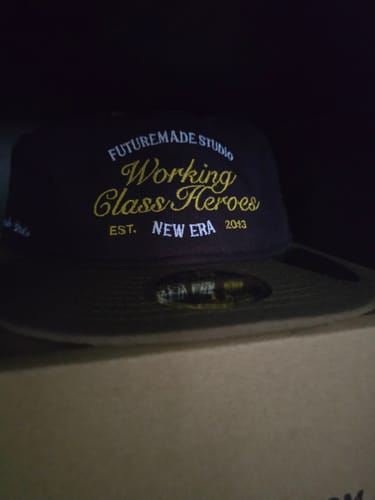 FUTUREMADE STUDIO
Working
Class Heroes
EST. NEW ERA 2013